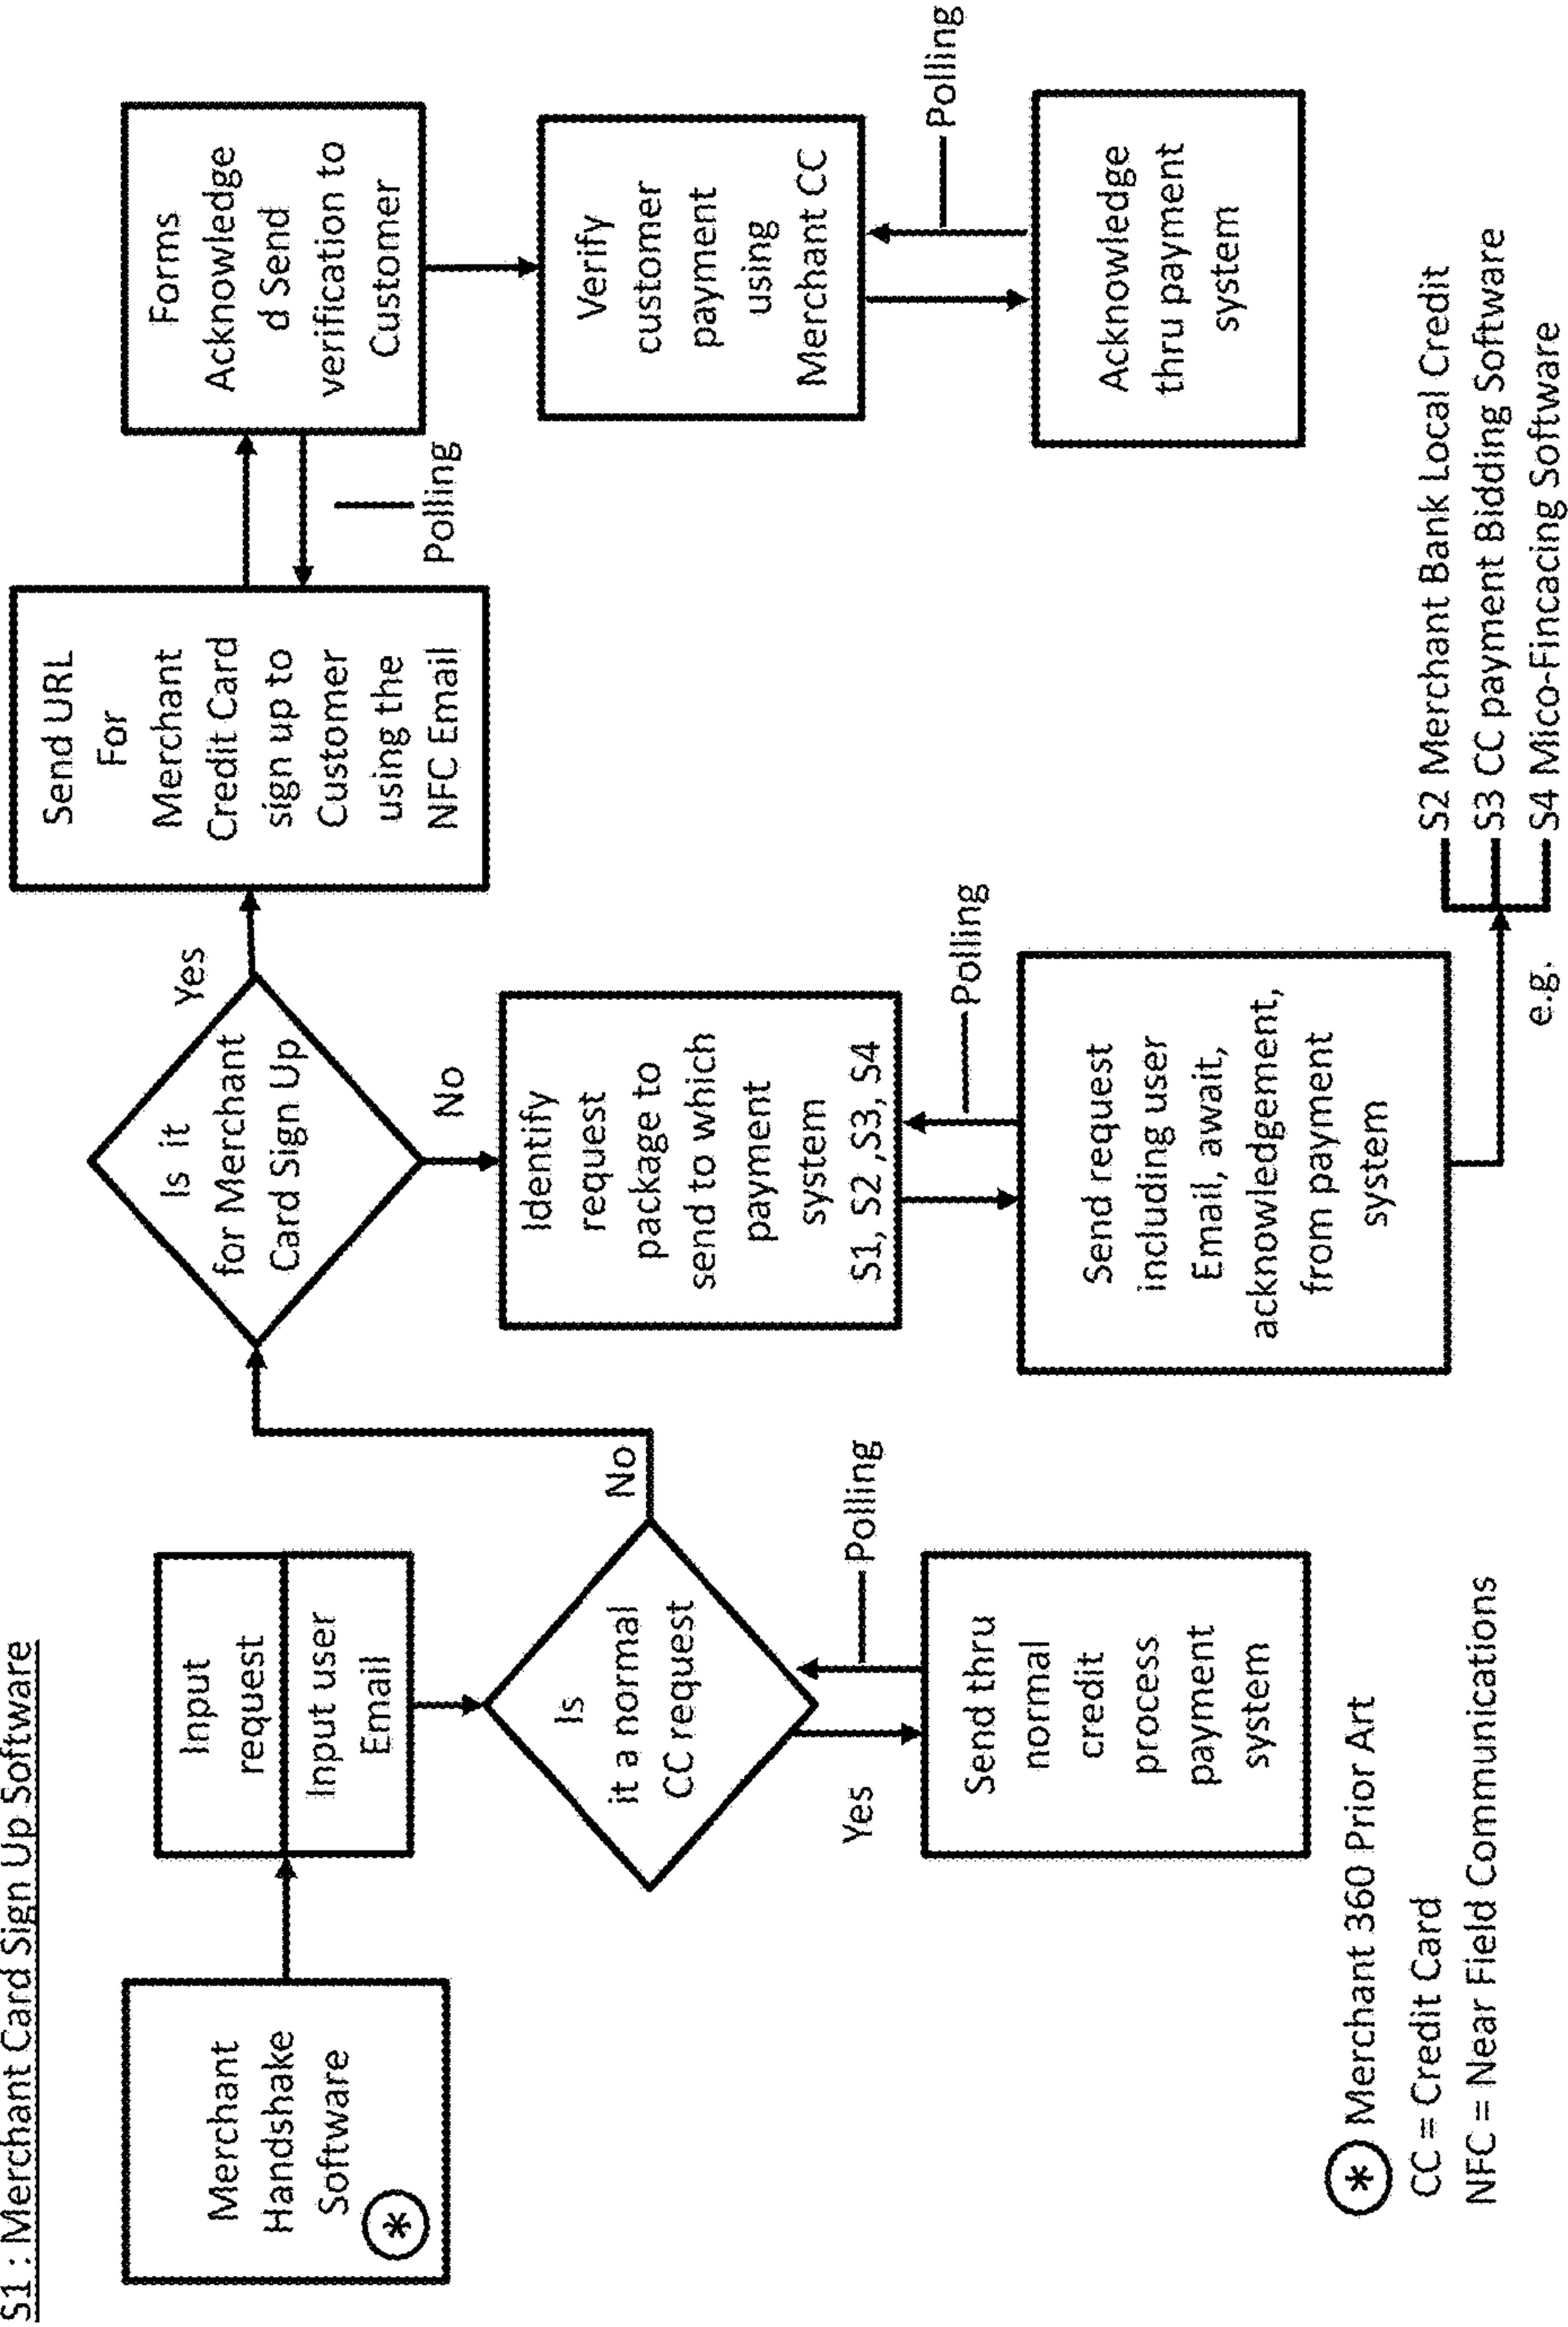 S1 : Merchant Card Sign Up Software
Merchant
Handshake
Software
*
Input
request
Input user
Email
Is
it a normal
CC request
No
Yes
Polling
Send thru
normal
credit
process
payment
system
Is it
for Merchant
Card Sign Up
Yes
No
Identify
request
package to
send to which
payment
system
S1, S2 ,S3, S4
Polling
Send request
including user
Email, await,
acknowledgement,
from payment
system
e.g.
S2 Merchant Bank Local Credit
S3 CC payment Bidding Software
S4 Mico-Fincacing Software
Send URL
For
Merchant
Credit Card
sign up to
Customer
using the
NFC Email
Polling
Forms
Acknowledge
d Send
verification to
Customer
Verify
customer
payment
using
Merchant CC
Polling
Acknowledge
thru payment
system
* Merchant 360 Prior Art
CC = Credit Card
NFC = Near Field Communications